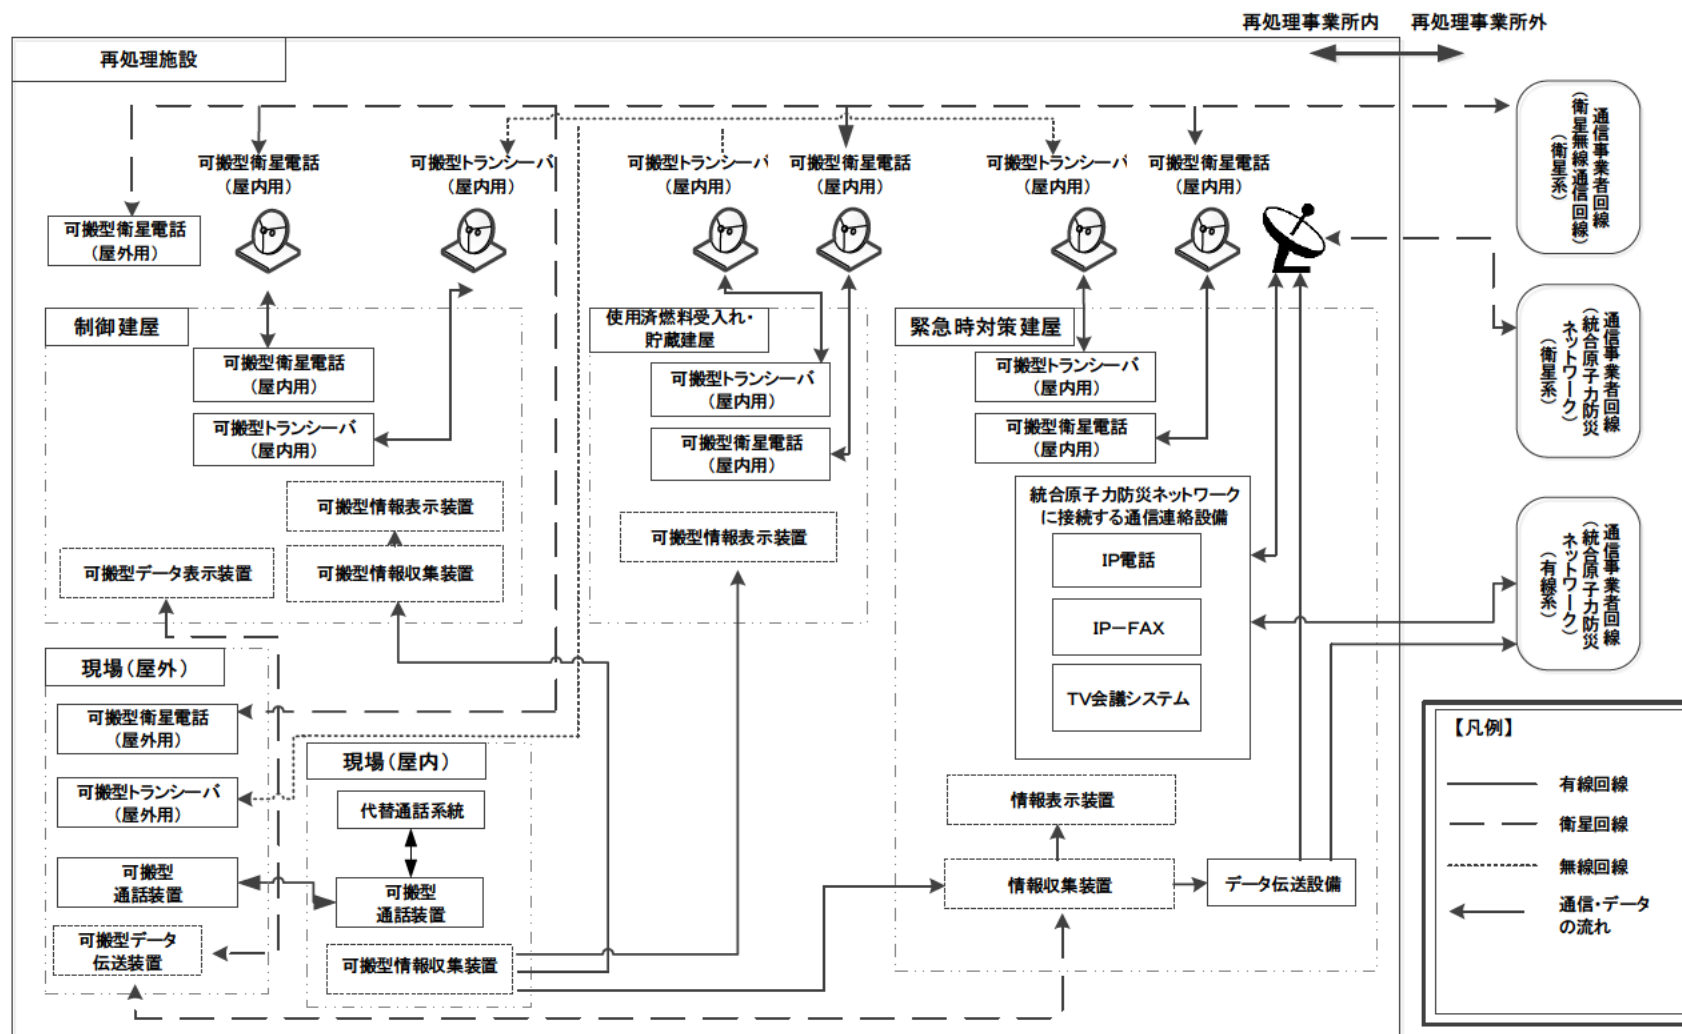 再処理事業所内
再処理事業所外
再処理施設
可搬型衛星電話
（屋内用）
可搬型トランシーバ
（屋内用）
可搬型トランシーバ
（屋内用）
可搬型衛星電話
（屋内用）
可搬型トランシーバ
（屋内用）
可搬型衛星電話
（屋内用）
可搬型衛星電話
（屋外用）
通信事業者回線
（衛星無線通信回線）
（衛星系）
制御建屋
可搬型衛星電話
（屋内用）
可搬型トランシーバ
（屋内用）
可搬型情報表示装置
可搬型データ表示装置
可搬型情報収集装置
使用済燃料受入れ・
貯蔵建屋
可搬型トランシーバ
（屋内用）
可搬型衛星電話
（屋内用）
可搬型情報表示装置
緊急時対策建屋
可搬型トランシーバ
（屋内用）
可搬型衛星電話
（屋内用）
統合原子力防災ネットワーク
に接続する通信連絡設備
IP電話
IP－FAX
TV会議システム
情報表示装置
情報収集装置
データ伝送設備
通信事業者回線
（統合原子力防災
ネットワーク）
（衛星系）
通信事業者回線
（統合原子力防災
ネットワーク）
（有線系）
現場（屋外）
可搬型衛星電話
（屋外用）
可搬型トランシーバ
（屋外用）
可搬型
通話装置
可搬型データ
伝送装置
現場（屋内）
代替通話系統
可搬型
通話装置
可搬型情報収集装置
【凡例】
有線回線
衛星回線
無線回線
通信・データ
の流れ